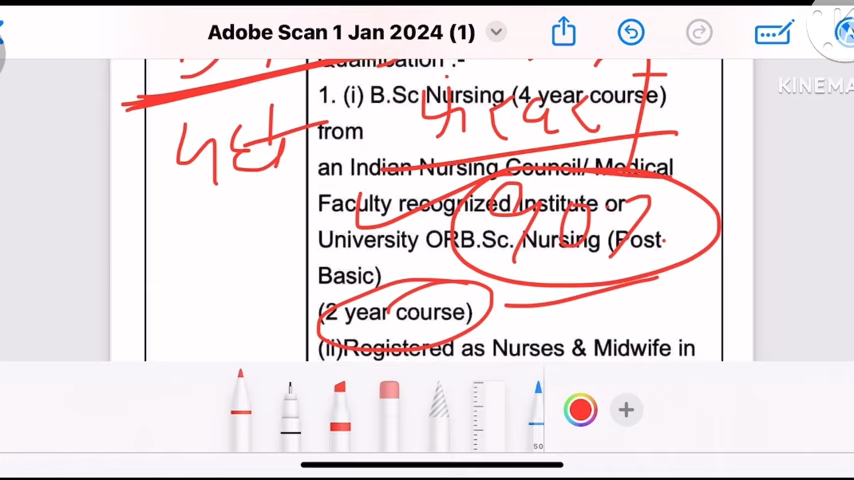 Adobe Scan 1 Jan 2024 (1)
KINEMA
Qualification :-
1. (i) B.Sc Nursing (4 year course)
from
an Indian Nursing Council/ Medical
Faculty recognized Institute or
University ORB.Sc. Nursing (Post
Basic)
(2 year course)
(ii)Registered as Nurses & Midwife in
907
50